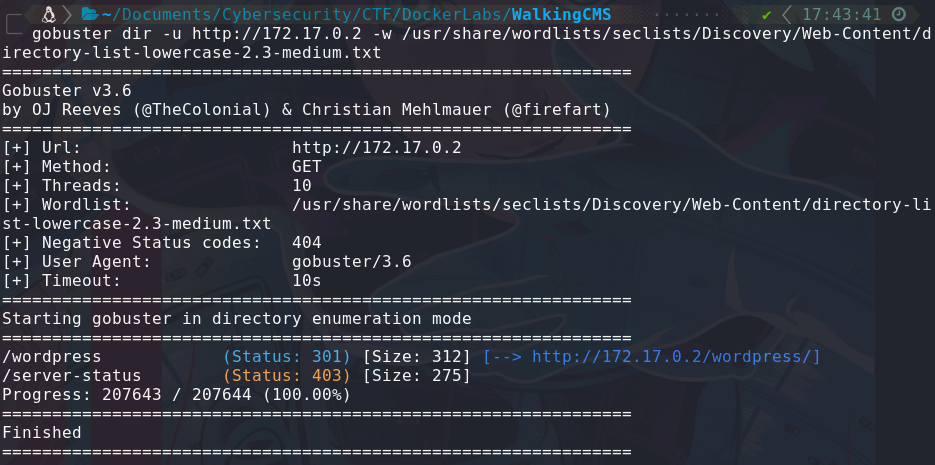 ~/Documents/Cybersecurity/CTF/DockerLabs/WalkingCMS ······· ✔ 17:43:41
gobuster dir -u http://172.17.0.2 -w /usr/share/wordlists/seclists/Discovery/Web-Content/d
irectory-list-lowercase-2.3-medium.txt
===============================================================
Gobuster v3.6
by OJ Reeves (@TheColonial) & Christian Mehlmauer (@firefart)
===============================================================
[+] Url:                     http://172.17.0.2
[+] Method:                  GET
[+] Threads:                 10
[+] Wordlist:                /usr/share/wordlists/seclists/Discovery/Web-Content/directory-li
st-lowercase-2.3-medium.txt
[+] Negative Status codes:   404
[+] User Agent:              gobuster/3.6
[+] Timeout:                 10s
===============================================================
Starting gobuster in directory enumeration mode
===============================================================
/wordpress            (Status: 301) [Size: 312] [--> http://172.17.0.2/wordpress/]
/server-status        (Status: 403) [Size: 275]
Progress: 207643 / 207644 (100.00%)
===============================================================
Finished
===============================================================